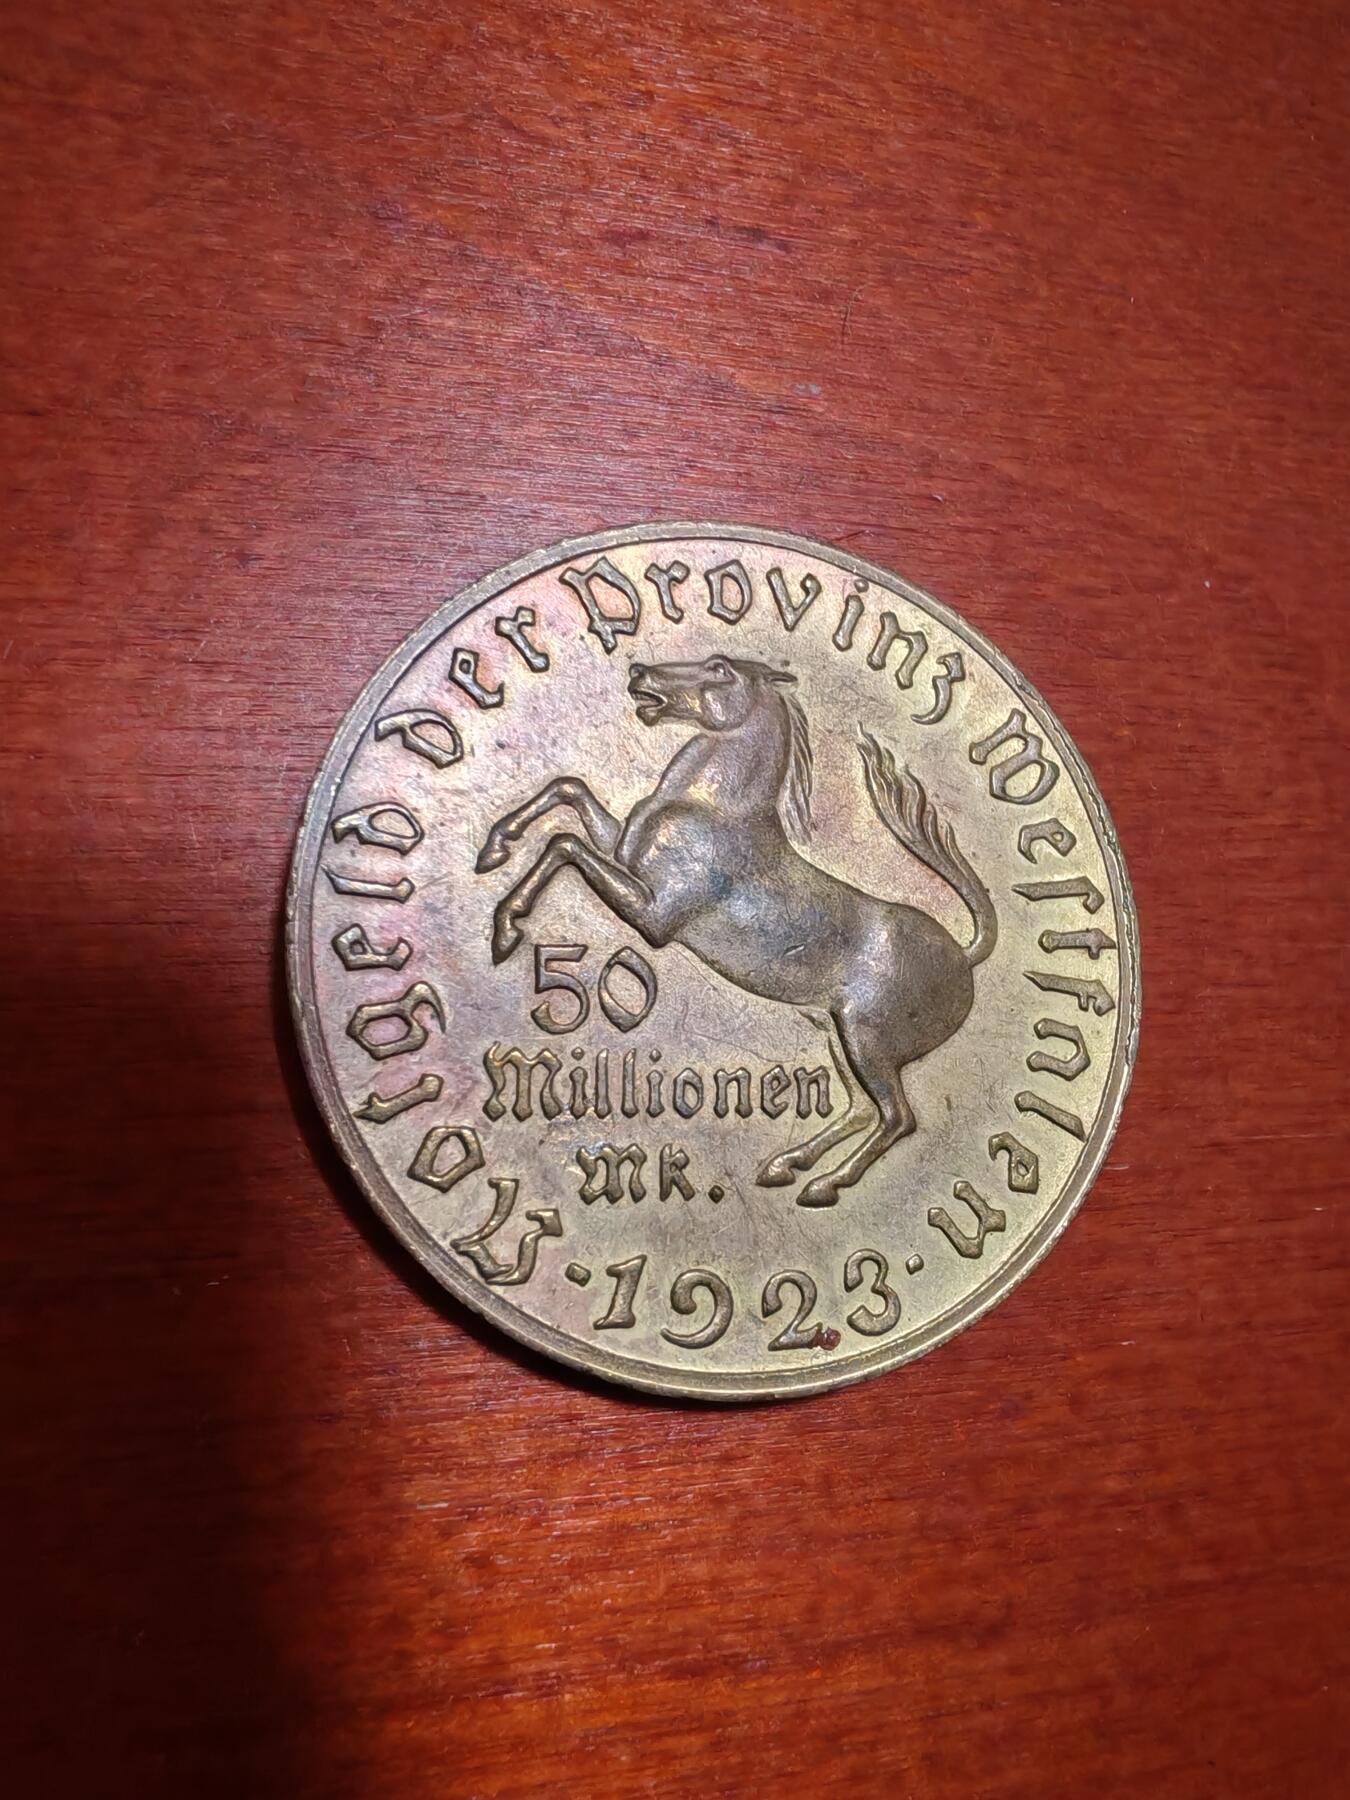 Notgeld der Provinz Westfalen
50
Millionen
Mk.
·1923·